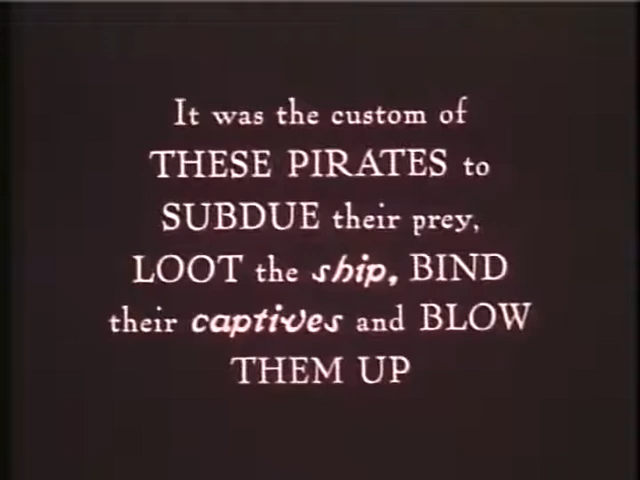 It was the custom of
THESE PIRATES to
SUBDUE their prey,
LOOT the ship, BIND
their captives and BLOW
THEM UP